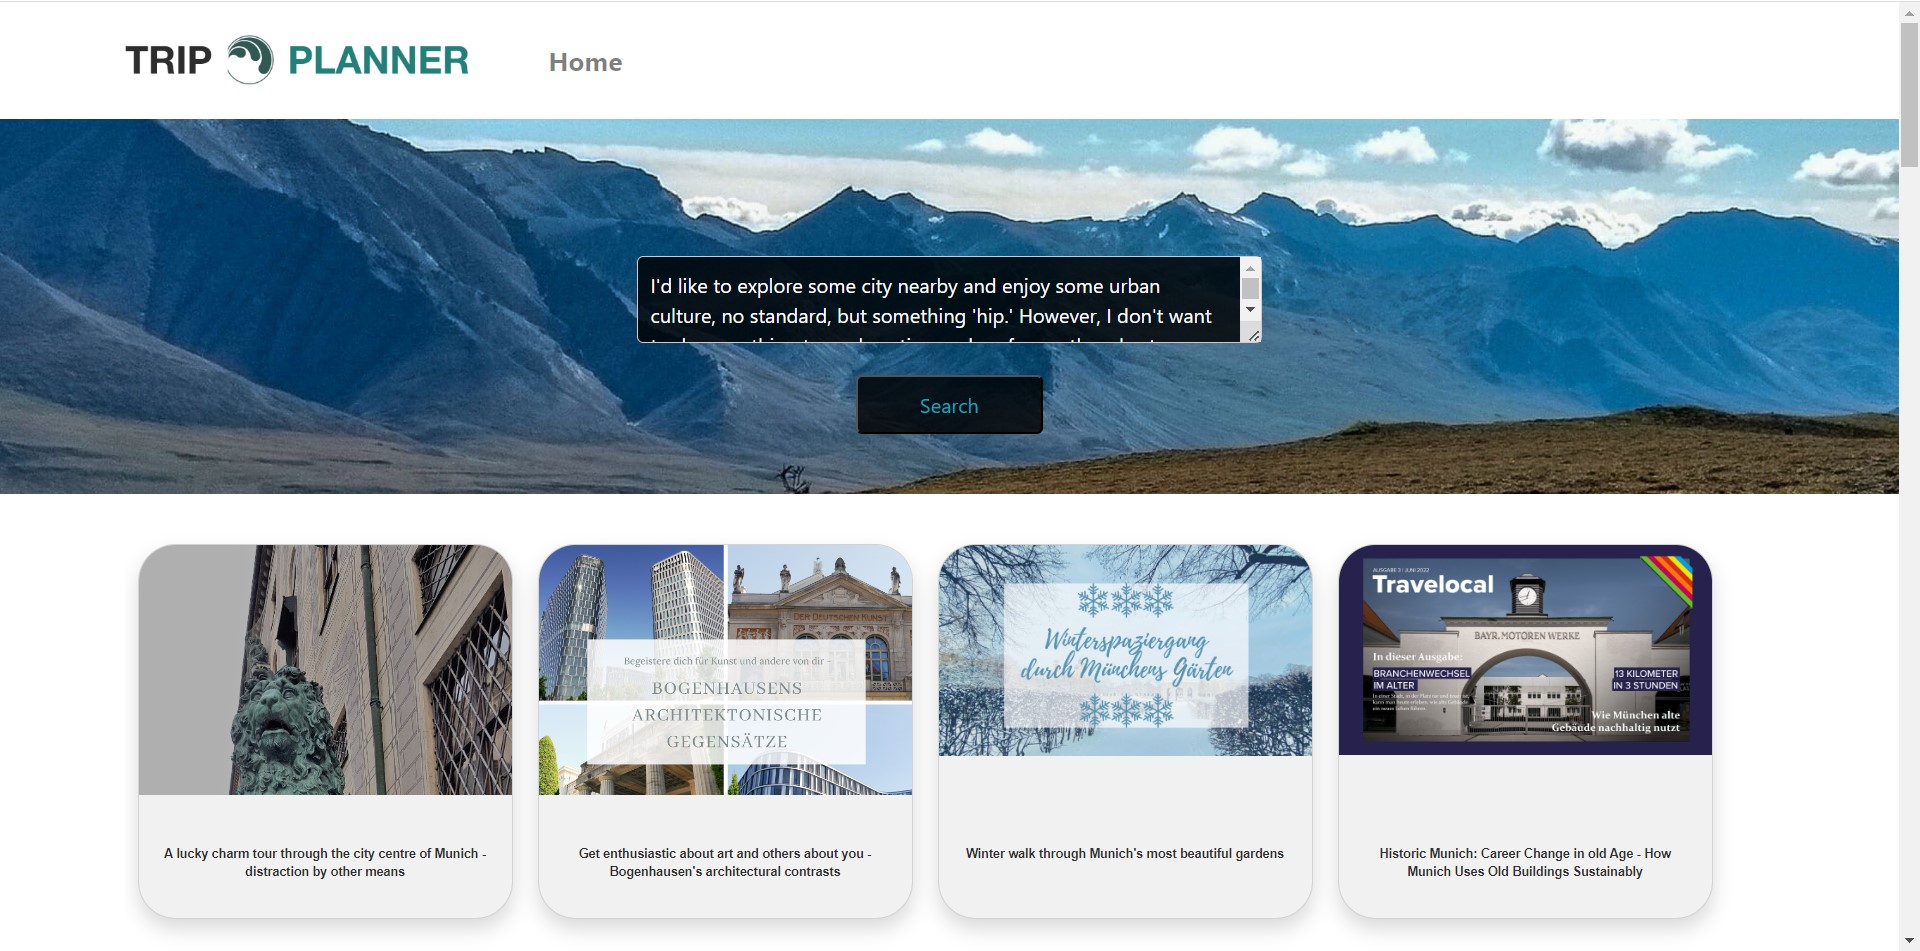 TRIP PLANNER
Home
I'd like to explore some city nearby and enjoy some urban
culture, no standard, but something 'hip.' However, I don't want
Search
AUSGABE 3 | JUNI 2022
Travelocal
BAYR. MOTOREN WERKE
In dieser Ausgabe:
BRANCHENWECHSEL
IM ALTER
13 KILOMETER
IN 3 STUNDEN
Wie München alte
Gebäude nachhaltig nutzt
DER DEUTSCHEN KUNST
Begeistere dich für Kunst und andere von dir -
BOGENHAUSENS
ARCHITEKTONISCHE
GEGENSÄTZE
Winterspaziergang
durch Münchens Gärten
A lucky charm tour through the city centre of Munich -
distraction by other means
Get enthusiastic about art and others about you -
Bogenhausen's architectural contrasts
Winter walk through Munich's most beautiful gardens
Historic Munich: Career Change in old Age - How
Munich Uses Old Buildings Sustainably